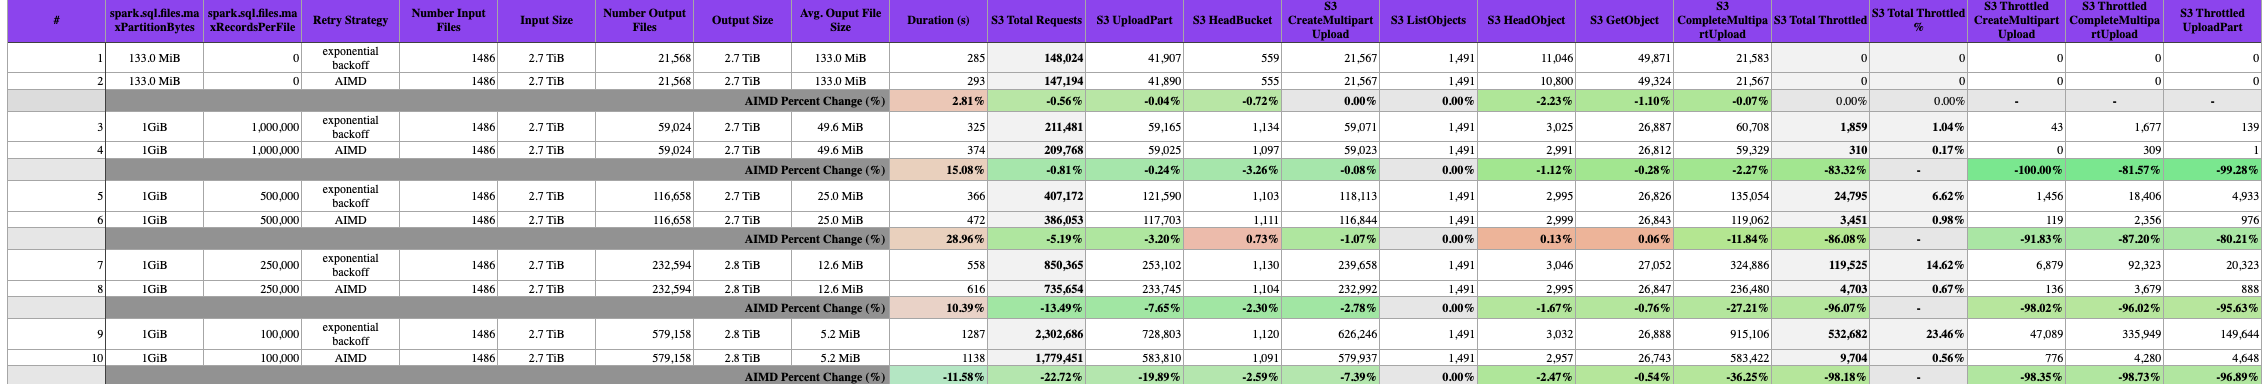 # spark.sql.files.maxPartitionBytes spark.sql.files.maxRecordsPerFile Retry Strategy Number Input Files Input Size Number Output Files Output Size Avg. Ouput File Size Duration (s) S3 Total Requests S3 UploadPart S3 HeadBucket S3 CreateMultipartUpload S3 ListObjects S3 HeadObject S3 GetObject S3 CompleteMultipartUpload S3 Total Throttled S3 Total Throttled % S3 Throttled CreateMultipartUpload S3 Throttled CompleteMultipartUpload S3 Throttled UploadPart
1 133.0 MiB 0 exponential backoff 1486 2.7 TiB 21,568 2.7 TiB 133.0 MiB 285 148,024 41,907 559 21,567 1,491 11,046 49,871 21,583 0 0 0 0 0
2 133.0 MiB 0 AIMD 1486 2.7 TiB 21,568 2.7 TiB 133.0 MiB 293 147,194 41,890 555 21,567 1,491 10,800 49,324 21,567 0 0 0 0 0
AIMD Percent Change (%) 2.81% -0.56% -0.04% -0.72% 0.00% 0.00% -2.23% -1.10% -0.07% 0.00% 0.00% - - -
3 1GiB 1,000,000 exponential backoff 1486 2.7 TiB 59,024 2.7 TiB 49.6 MiB 325 211,481 59,165 1,134 59,071 1,491 3,025 26,887 60,708 1,859 1.04% 43 1,677 139
4 1GiB 1,000,000 AIMD 1486 2.7 TiB 59,024 2.7 TiB 49.6 MiB 374 209,768 59,025 1,097 59,023 1,491 2,991 26,812 59,329 310 0.17% 0 309 1
AIMD Percent Change (%) 15.08% -0.81% -0.24% -3.26% -0.08% 0.00% -1.12% -0.28% -2.27% -83.32% - -100.00% -81.57% -99.28%
5 1GiB 500,000 exponential backoff 1486 2.7 TiB 116,658 2.7 TiB 25.0 MiB 366 407,172 121,590 1,103 118,113 1,491 2,995 26,826 135,054 24,795 6.62% 1,456 18,406 4,933
6 1GiB 500,000 AIMD 1486 2.7 TiB 116,658 2.7 TiB 25.0 MiB 472 386,053 117,703 1,111 116,844 1,491 2,999 26,843 119,062 3,451 0.98% 119 2,356 976
AIMD Percent Change (%) 28.96% -5.19% -3.20% 0.73% -1.07% 0.00% 0.13% 0.06% -11.84% -86.08% - -91.83% -87.20% -80.21%
7 1GiB 250,000 exponential backoff 1486 2.7 TiB 232,594 2.8 TiB 12.6 MiB 558 850,365 253,102 1,130 239,658 1,491 3,046 27,052 324,886 119,525 14.62% 6,879 92,323 20,323
8 1GiB 250,000 AIMD 1486 2.7 TiB 232,594 2.8 TiB 12.6 MiB 616 735,654 233,745 1,104 232,992 1,491 2,995 26,847 236,480 4,703 0.67% 136 3,679 888
AIMD Percent Change (%) 10.39% -13.49% -7.65% -2.30% -2.78% 0.00% -1.67% -0.76% -27.21% -96.07% - -98.02% -96.02% -95.63%
9 1GiB 100,000 exponential backoff 1486 2.7 TiB 579,158 2.8 TiB 5.2 MiB 1287 2,302,686 728,803 1,120 626,246 1,491 3,032 26,888 915,106 532,682 23.46% 47,089 335,949 149,644
10 1GiB 100,000 AIMD 1486 2.7 TiB 579,158 2.8 TiB 5.2 MiB 1138 1,779,451 583,810 1,091 579,937 1,491 2,957 26,743 583,422 9,704 0.56% 776 4,280 4,648
AIMD Percent Change (%) -11.58% -22.72% -19.89% -2.59% -7.39% 0.00% -2.47% -0.54% -36.25% -98.18% - -98.35% -98.73% -96.89%